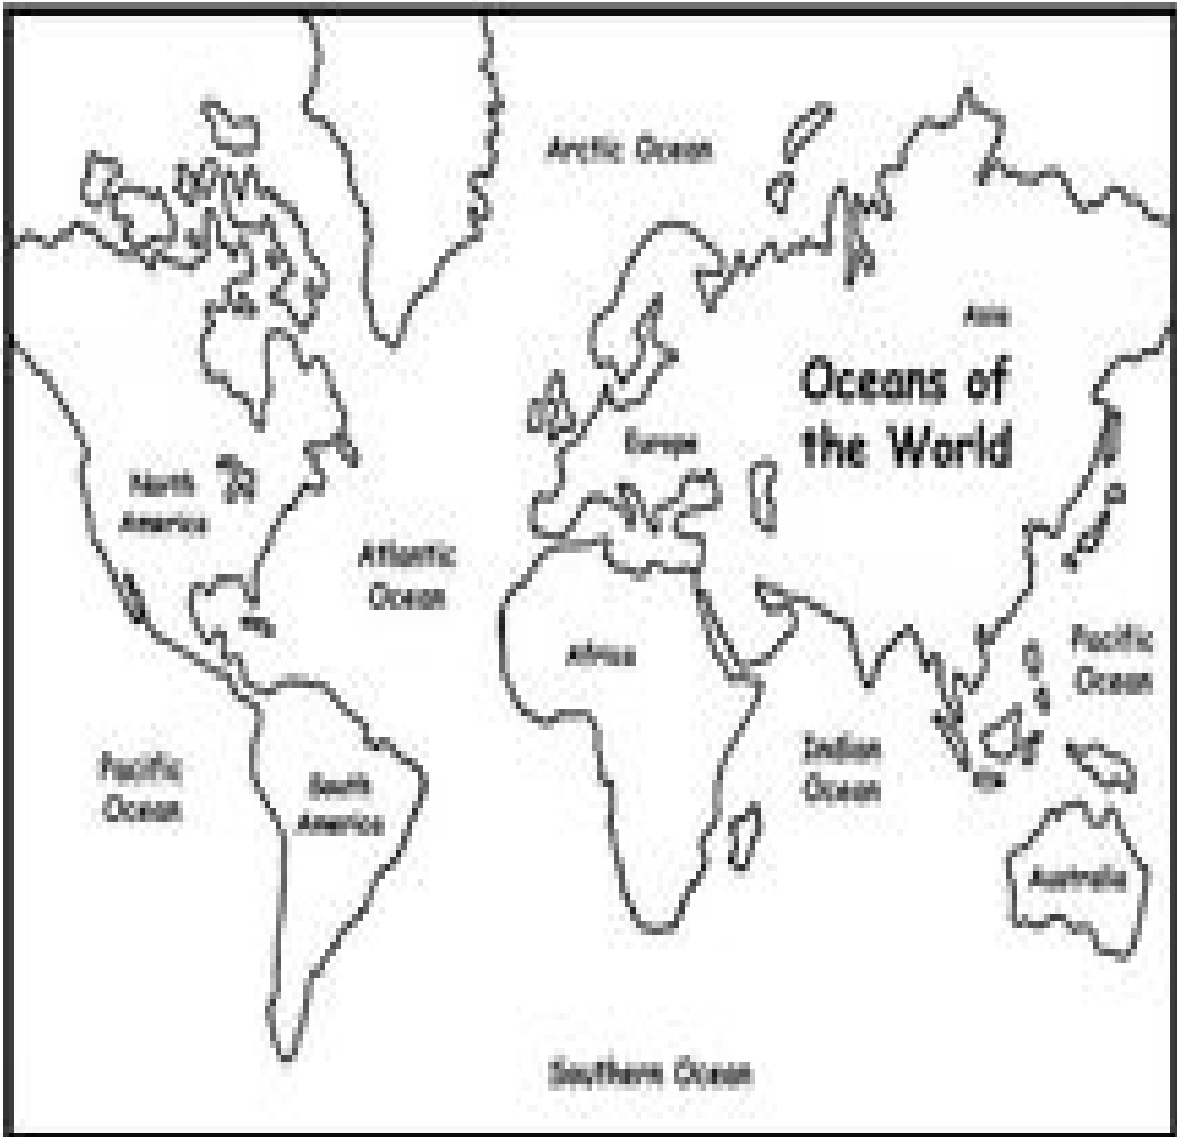 Arctic Ocean
Asia
Oceans of
the World
Europe
North
America
Atlantic
Ocean
Africa
Pacific
Ocean
Pacific
Ocean
Indian
Ocean
South
America
Australia
Southern Ocean